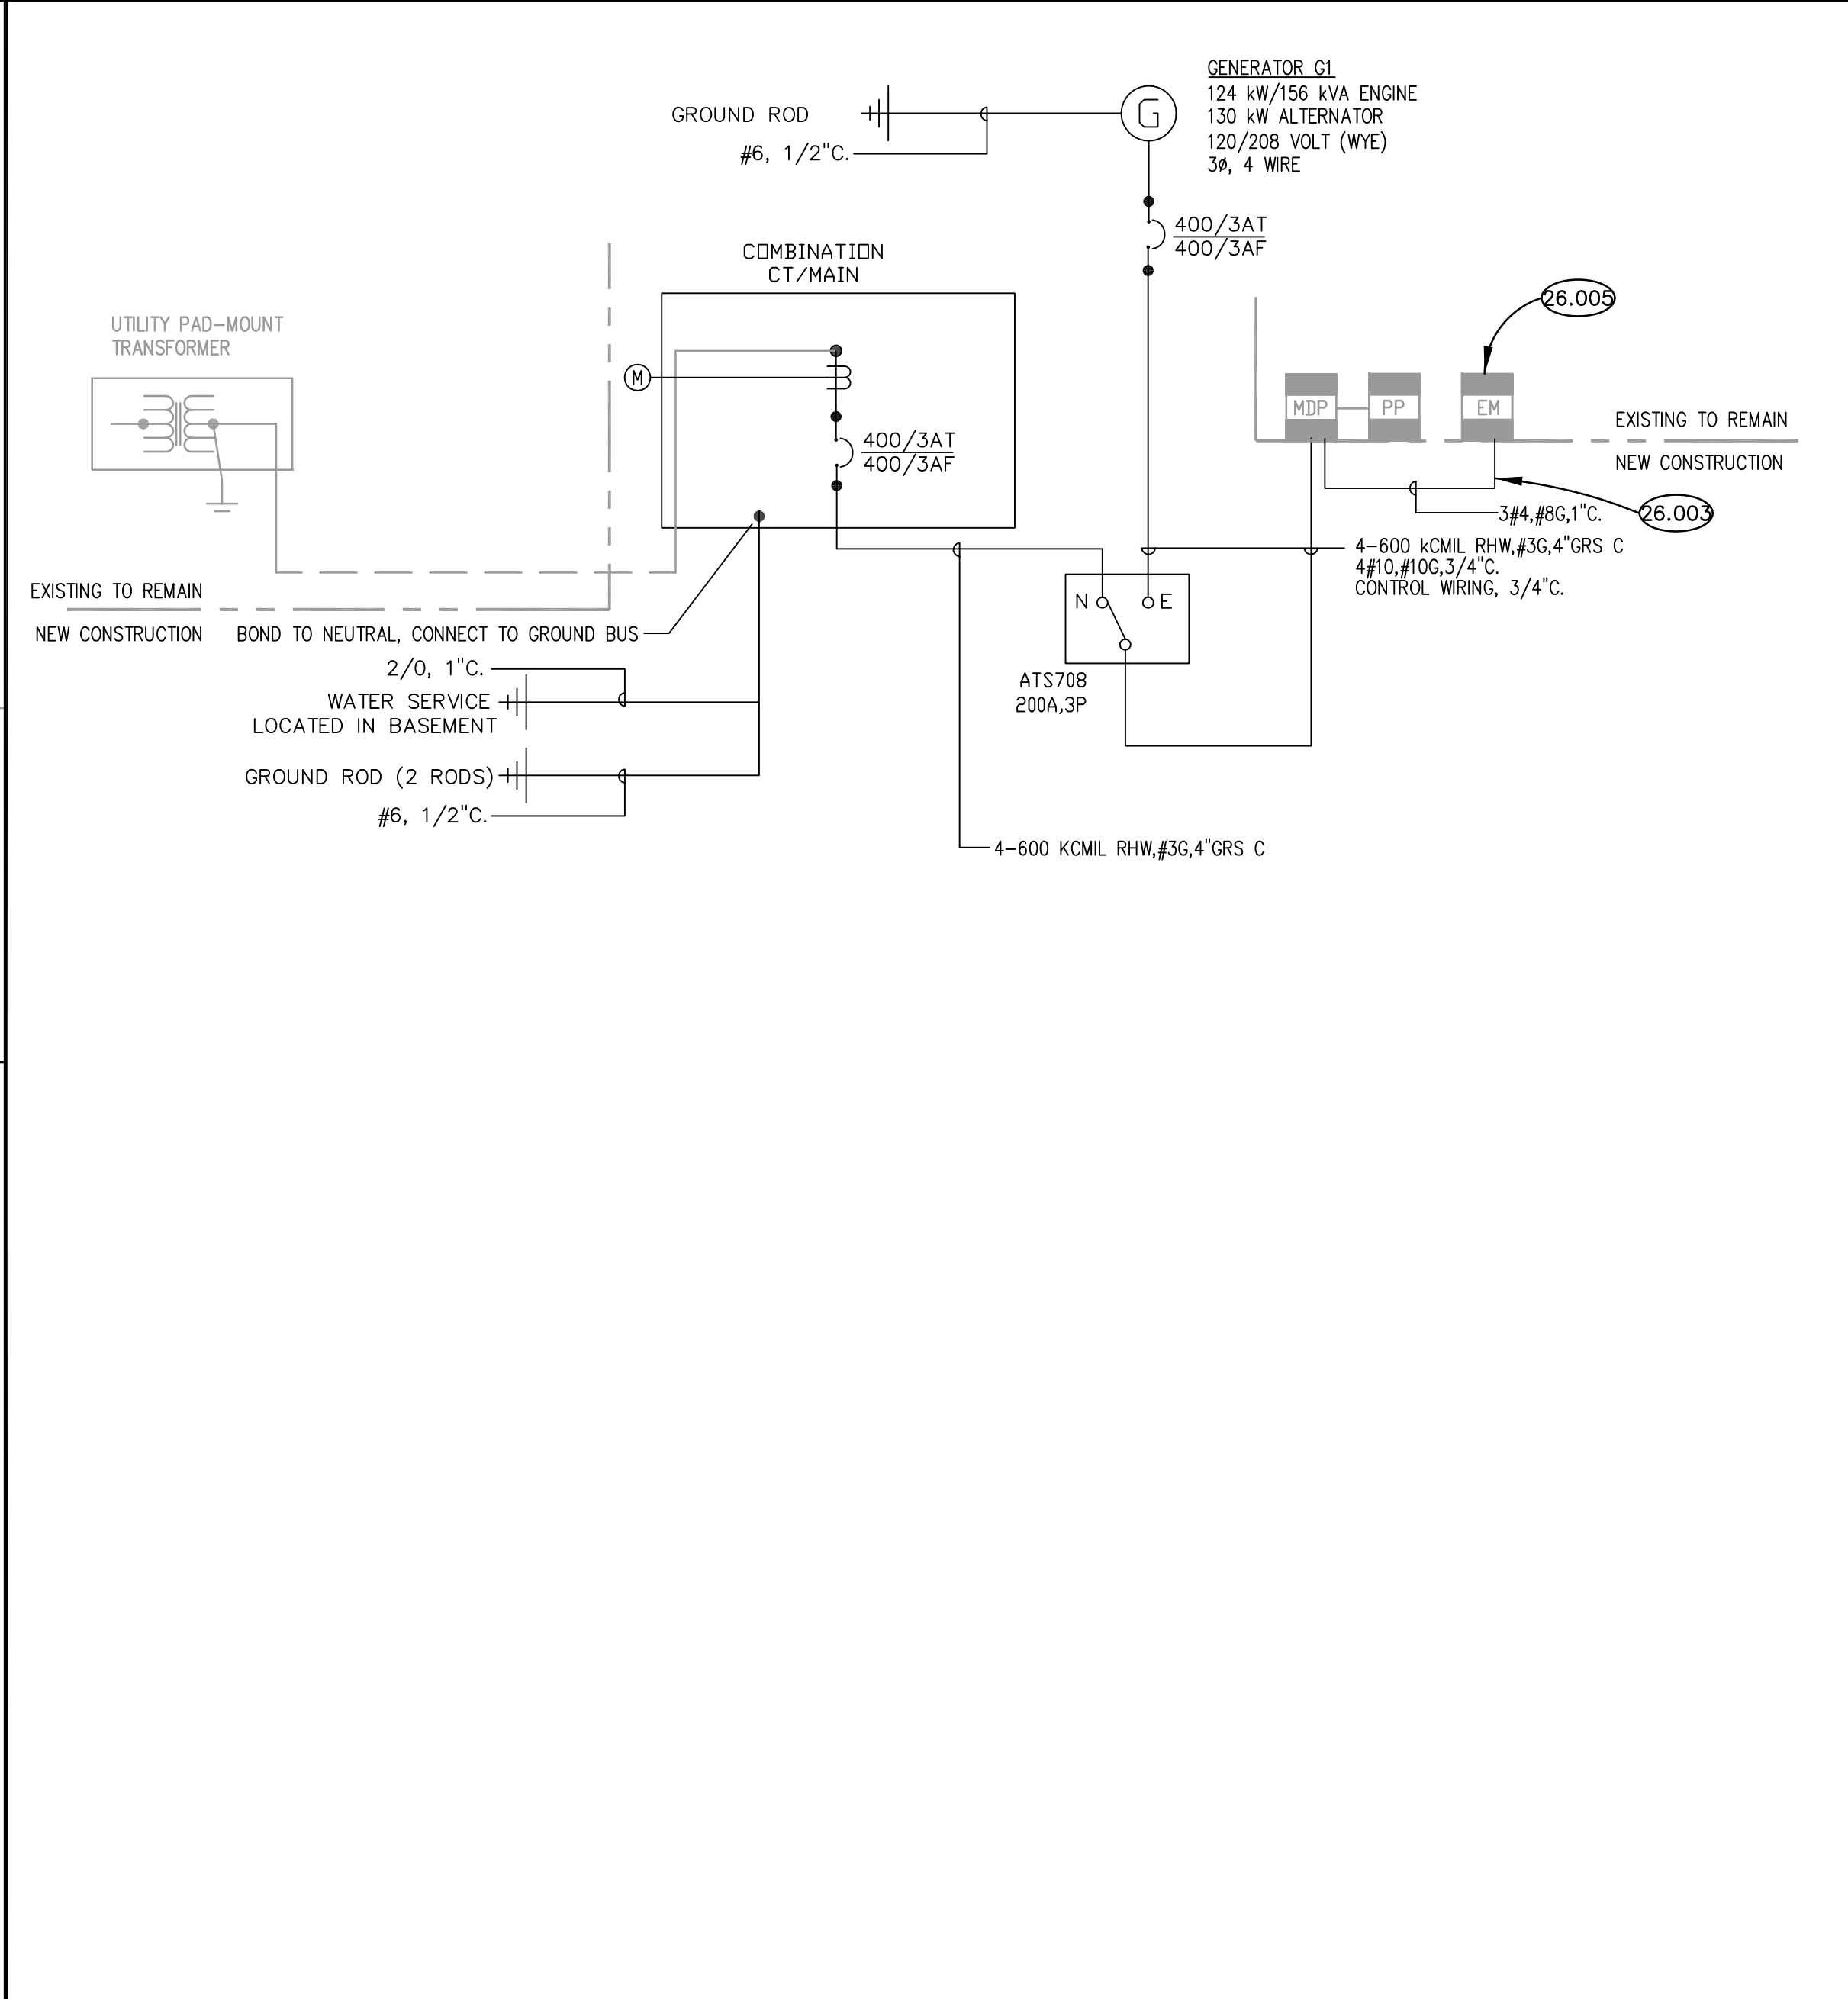 GENERATOR G1
124 kW/156 kVA ENGINE
130 kW ALTERNATOR
120/208 VOLT (WYE)
3ø, 4 WIRE
GROUND ROD
#6, 1/2"C.
G
400/3AT
400/3AF
COMBINATION
CT/MAIN
26.005
UTILITY PAD-MOUNT
TRANSFORMER
M
400/3AT
400/3AF
MDP
PP
EM
EXISTING TO REMAIN
NEW CONSTRUCTION
3#4,#8G,1"C.
26.003
4-600 kCMIL RHW,#3G,4"GRS C
4#10,#10G,3/4"C.
CONTROL WIRING, 3/4"C.
EXISTING TO REMAIN
NEW CONSTRUCTION
BOND TO NEUTRAL, CONNECT TO GROUND BUS
N
E
ATS708
200A,3P
2/0, 1"C.
WATER SERVICE
LOCATED IN BASEMENT
GROUND ROD (2 RODS)
#6, 1/2"C.
4-600 KCMIL RHW,#3G,4"GRS C